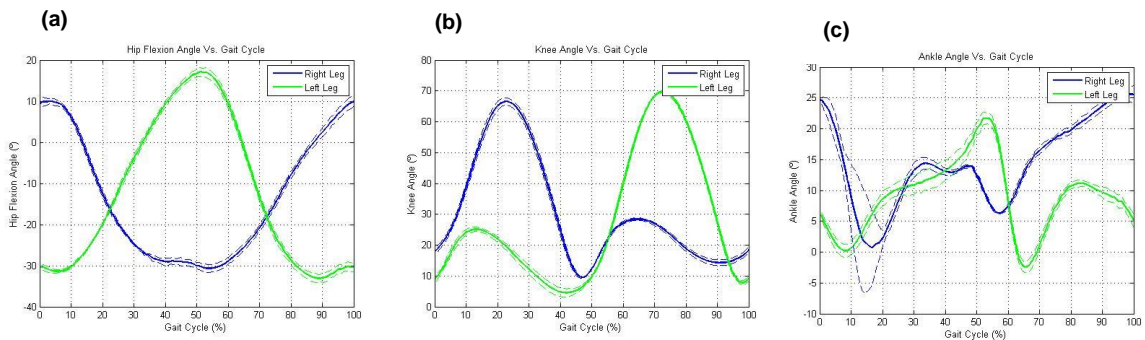 (a)
Hip Flexion Angle Vs. Gait Cycle
Right Leg
Left Leg
20
10
0
-10
-20
-30
-40
Hip Flexion Angle (º)
0 10 20 30 40 50 60 70 80 90 100
Gait Cycle (%)
(b)
Knee Angle Vs. Gait Cycle
Right Leg
Left Leg
80
70
60
50
40
30
20
10
0
Knee Angle (º)
0 10 20 30 40 50 60 70 80 90 100
Gait Cycle (%)
(c)
Ankle Angle Vs. Gait Cycle
Right Leg
Left Leg
30
25
20
15
10
5
0
-5
-10
Ankle Angle (º)
0 10 20 30 40 50 60 70 80 90 100
Gait Cycle (%)